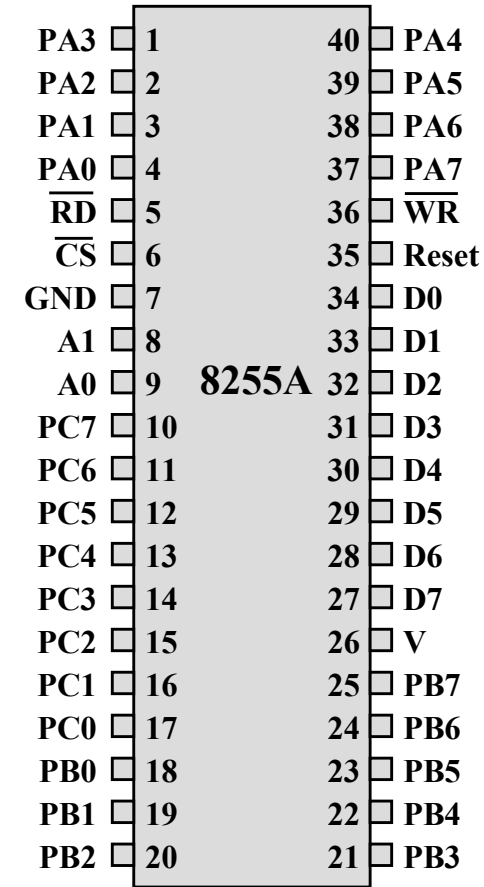 PA3 1 40 PA4
PA2 2 39 PA5
PA1 3 38 PA6
PA0 4 37 PA7
R̅D̅ 5 36 W̅R̅
C̅S̅ 6 35 Reset
GND 7 34 D0
A1 8 33 D1
A0 9 8255A 32 D2
PC7 10 31 D3
PC6 11 30 D4
PC5 12 29 D5
PC4 13 28 D6
PC3 14 27 D7
PC2 15 26 V
PC1 16 25 PB7
PC0 17 24 PB6
PB0 18 23 PB5
PB1 19 22 PB4
PB2 20 21 PB3